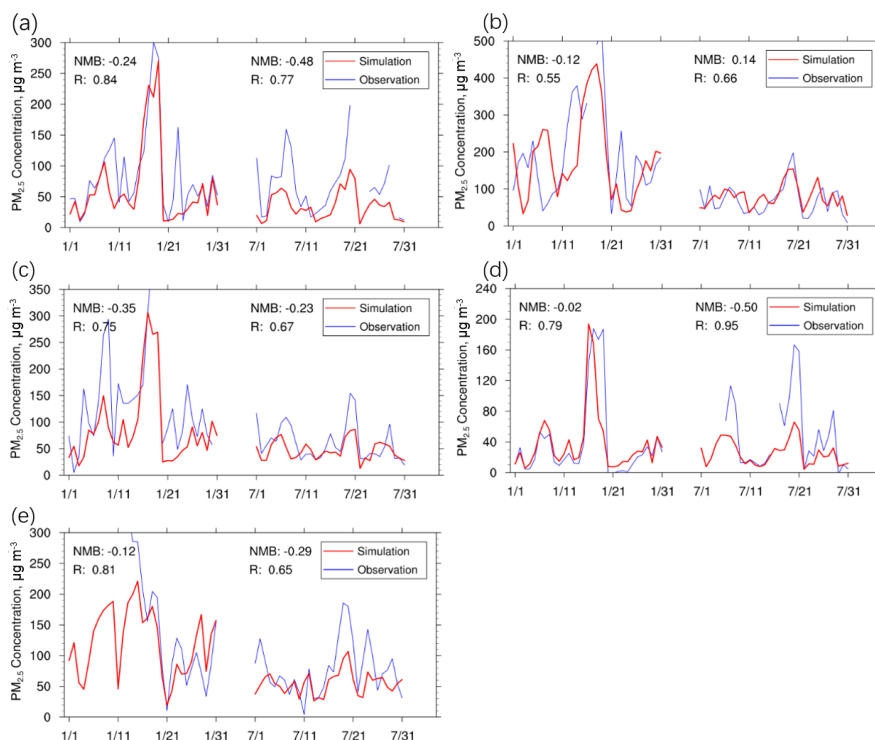 (a)
PM2.5 Concentration, µg m-3
300
250
200
150
100
50
0
NMB: -0.24
R: 0.84
NMB: -0.48
R: 0.77
Simulation
Observation
1/1 1/11 1/21 1/31 7/1 7/11 7/21 7/31
(b)
PM2.5 Concentration, µg m-3
500
400
300
200
100
0
NMB: -0.12
R: 0.55
NMB: 0.14
R: 0.66
Simulation
Observation
1/1 1/11 1/21 1/31 7/1 7/11 7/21 7/31
(c)
PM2.5 Concentration, µg m-3
350
300
250
200
150
100
50
0
NMB: -0.35
R: 0.75
NMB: -0.23
R: 0.67
Simulation
Observation
1/1 1/11 1/21 1/31 7/1 7/11 7/21 7/31
(d)
PM2.5 Concentration, µg m-3
240
200
160
120
80
40
0
NMB: -0.02
R: 0.79
NMB: -0.50
R: 0.95
Simulation
Observation
1/1 1/11 1/21 1/31 7/1 7/11 7/21 7/31
(e)
PM2.5 Concentration, µg m-3
300
250
200
150
100
50
0
NMB: -0.12
R: 0.81
NMB: -0.29
R: 0.65
Simulation
Observation
1/1 1/11 1/21 1/31 7/1 7/11 7/21 7/31